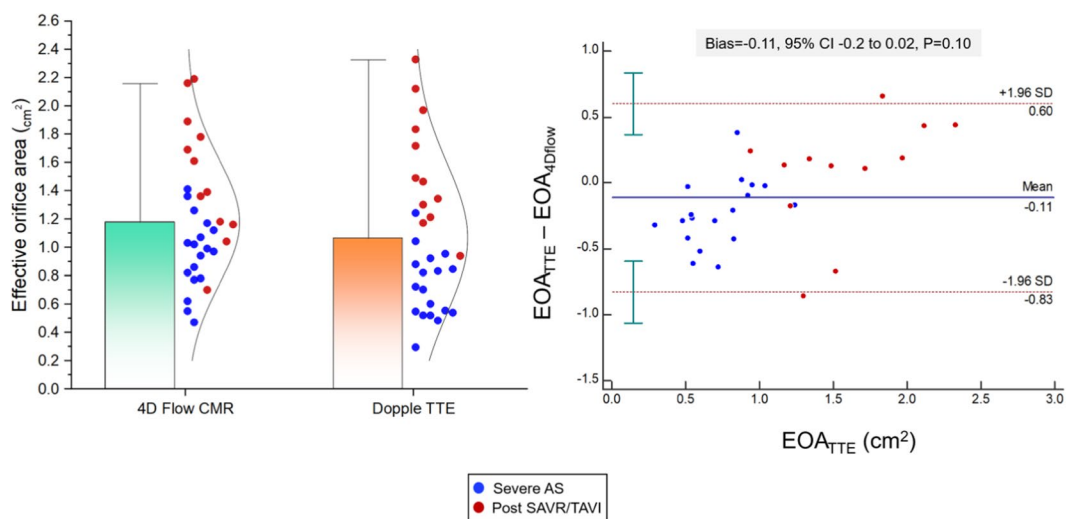 2.6
2.4
2.2
2.0
1.8
1.6
1.4
1.2
1.0
0.8
0.6
0.4
0.2
0.0
Effective orifice area (cm²)
4D Flow CMR
Dopple TTE
Bias=-0.11, 95% CI -0.2 to 0.02, P=0.10
1.0
0.5
0.0
-0.5
-1.0
-1.5
EOA_TTE – EOA_4Dflow
+1.96 SD
0.60
Mean
-0.11
-1.96 SD
-0.83
0.0 0.5 1.0 1.5 2.0 2.5 3.0
EOA_TTE (cm²)
Severe AS
Post SAVR/TAVI